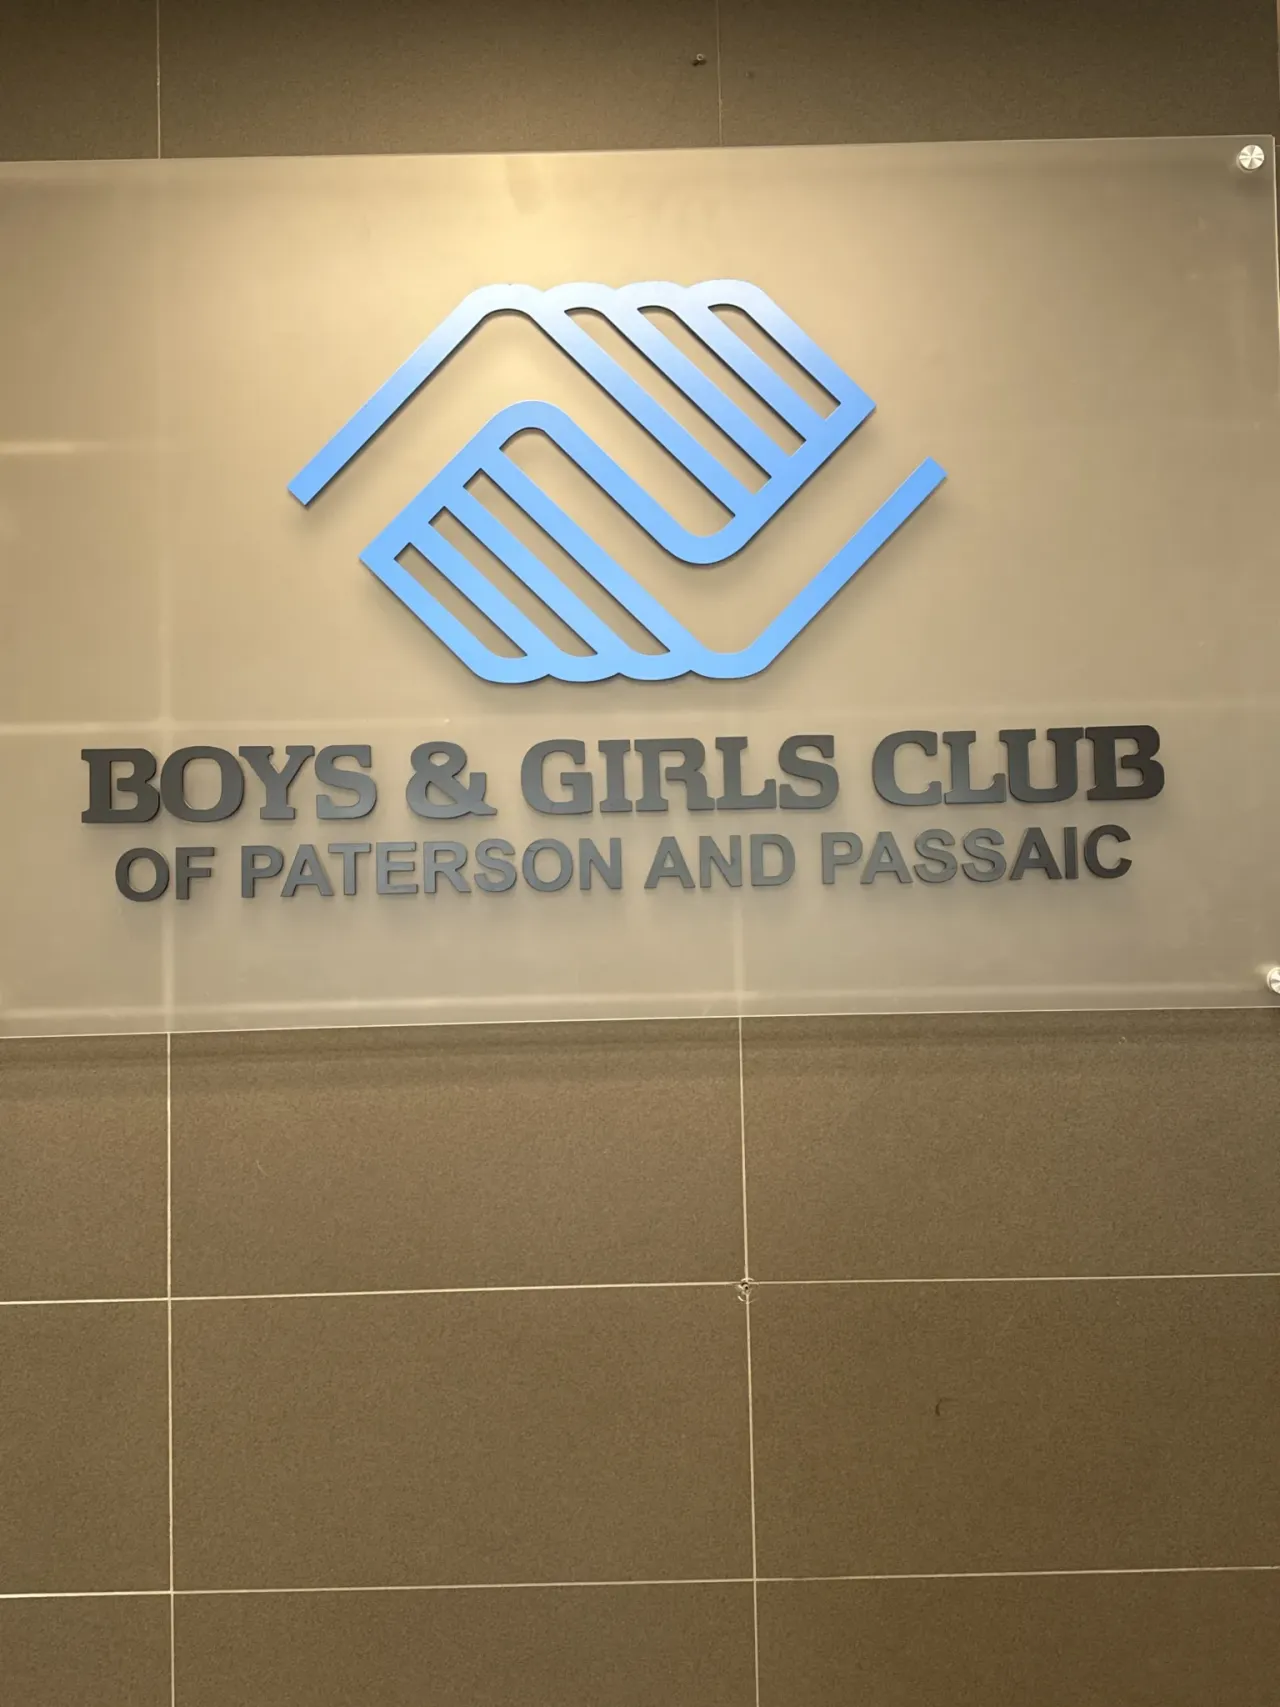 BOYS & GIRLS CLUB
OF PATERSON AND PASSAIC